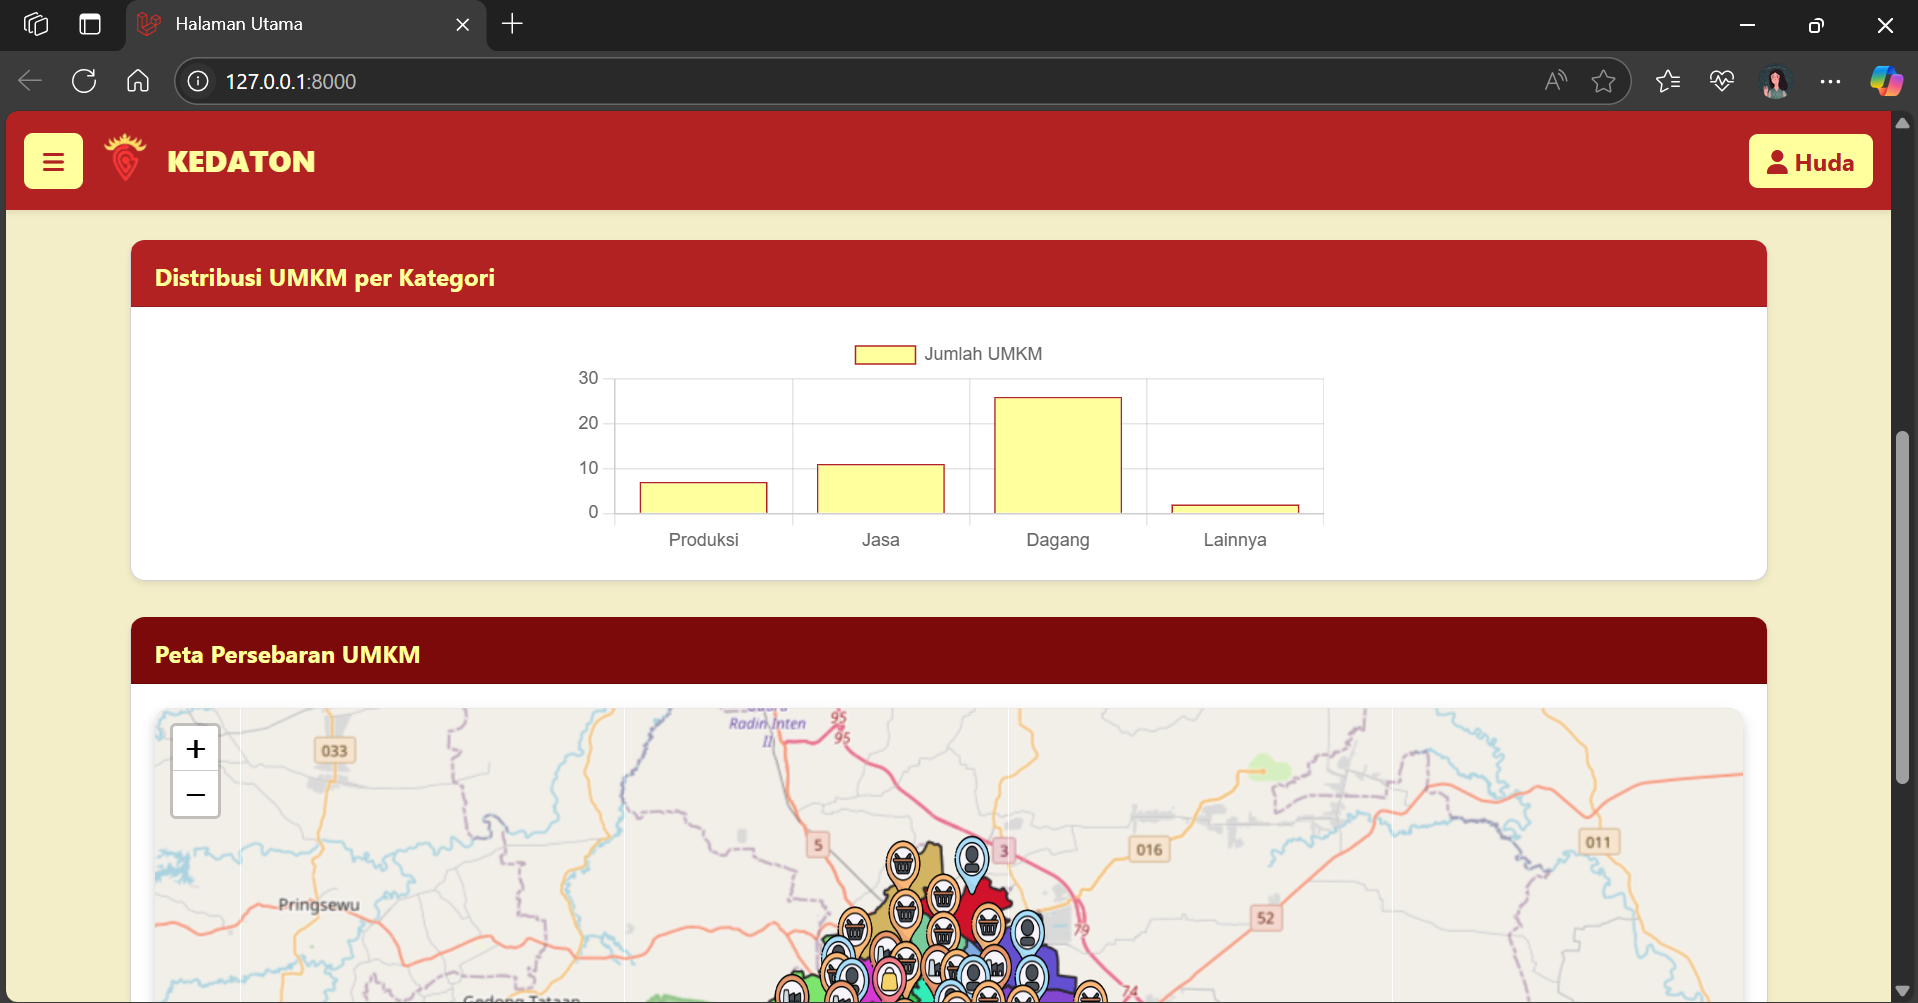 Halaman Utama
127.0.0.1:8000
KEDATON
Huda
Distribusi UMKM per Kategori
Jumlah UMKM
30
20
10
0
Produksi
Jasa
Dagang
Lainnya
Peta Persebaran UMKM
+
−
Radin Inten
II
95
95
033
5
3
016
011
Pringsewu
52
79
74
Gedong Tataan